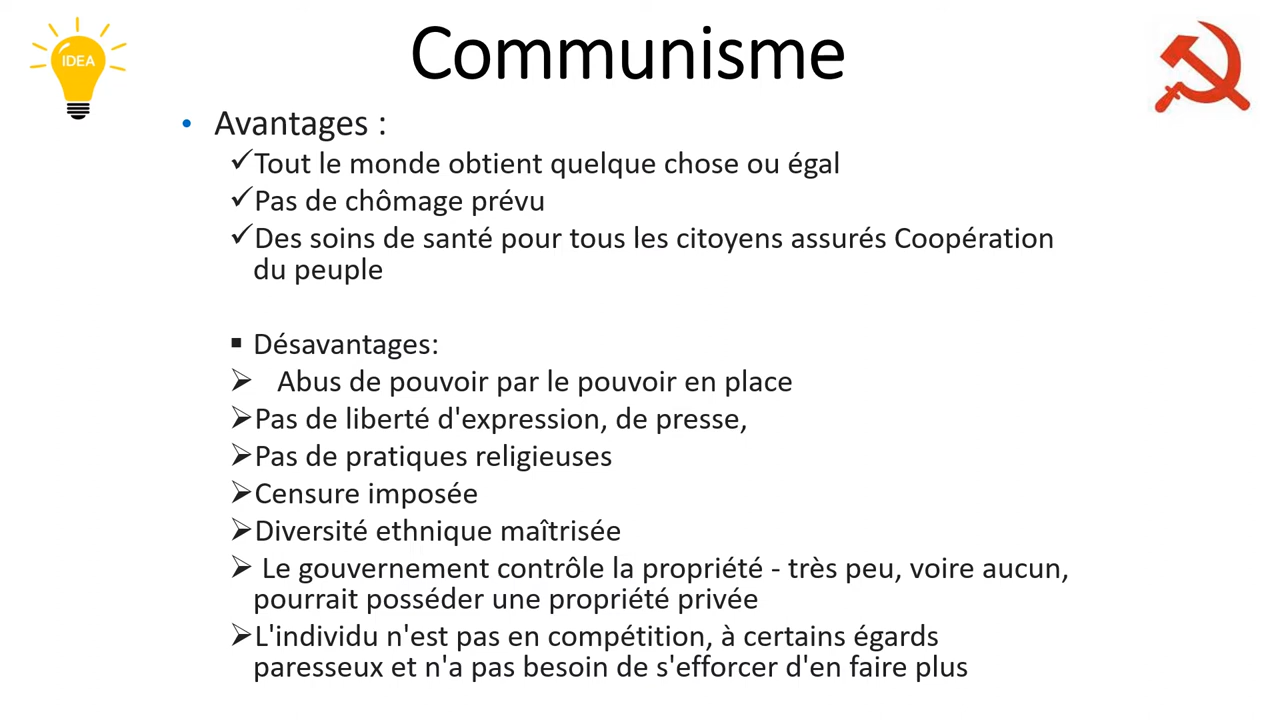 IDEA
Communisme
• Avantages :
✓Tout le monde obtient quelque chose ou égal
✓Pas de chômage prévu
✓Des soins de santé pour tous les citoyens assurés Coopération
du peuple
▪ Désavantages:
➢ Abus de pouvoir par le pouvoir en place
➢Pas de liberté d'expression, de presse,
➢Pas de pratiques religieuses
➢Censure imposée
➢Diversité ethnique maîtrisée
➢ Le gouvernement contrôle la propriété - très peu, voire aucun,
pourrait posséder une propriété privée
➢L'individu n'est pas en compétition, à certains égards
paresseux et n'a pas besoin de s'efforcer d'en faire plus